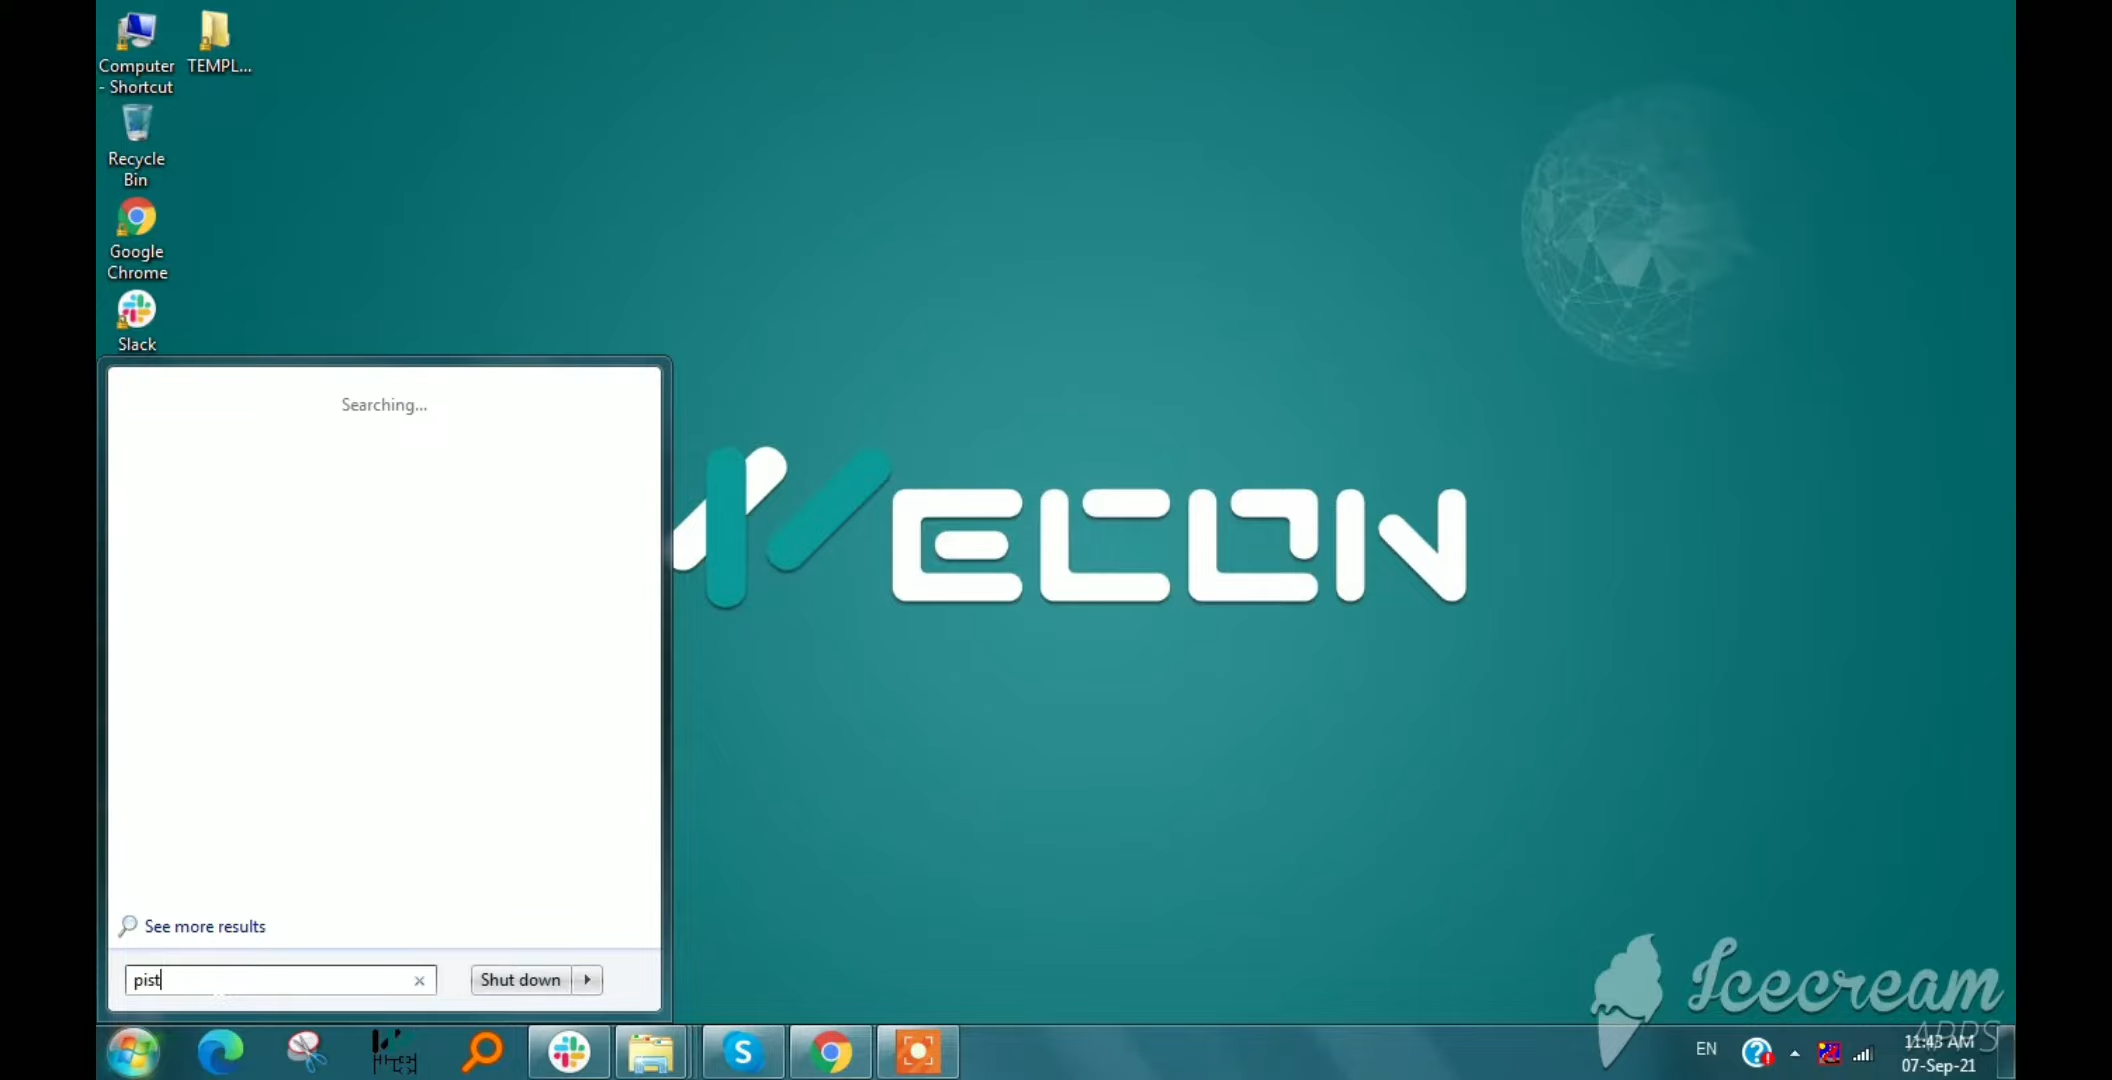 Computer
- Shortcut
TEMPL...
Recycle
Bin
Google
Chrome
Slack
Searching...
WECON
See more results
pist
Shut down
Icecream
APPS
EN
11:43 AM
07-Sep-21